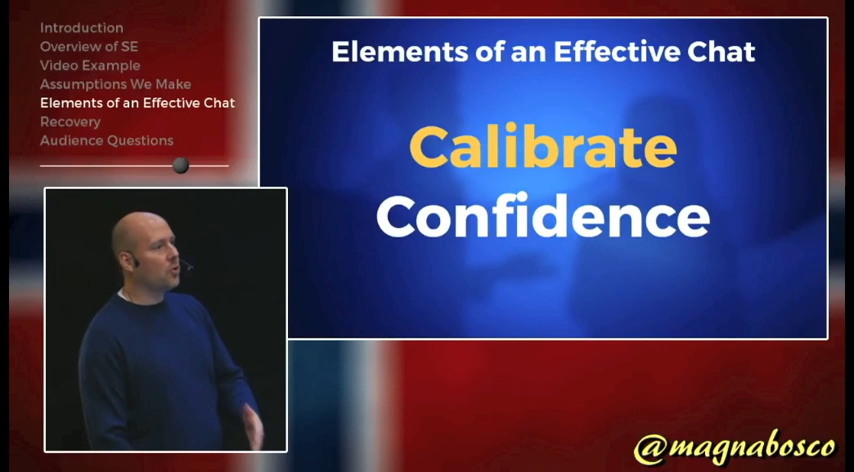 Introduction
Overview of SE
Video Example
Assumptions We Make
Elements of an Effective Chat
Recovery
Audience Questions
Elements of an Effective Chat
Calibrate
Confidence
@magnabosco